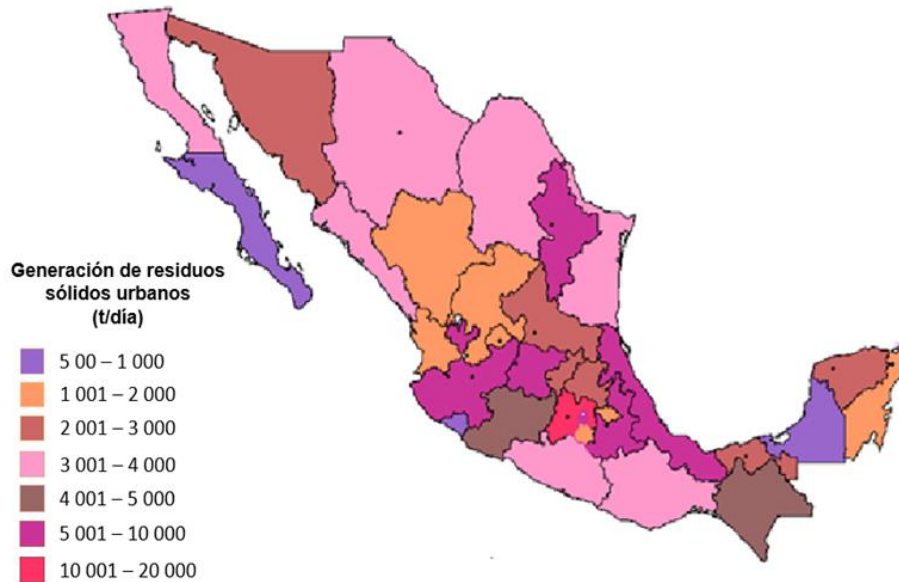 Generación de residuos
sólidos urbanos
(t/día)
5 00 – 1 000
1 001 – 2 000
2 001 – 3 000
3 001 – 4 000
4 001 – 5 000
5 001 – 10 000
10 001 – 20 000